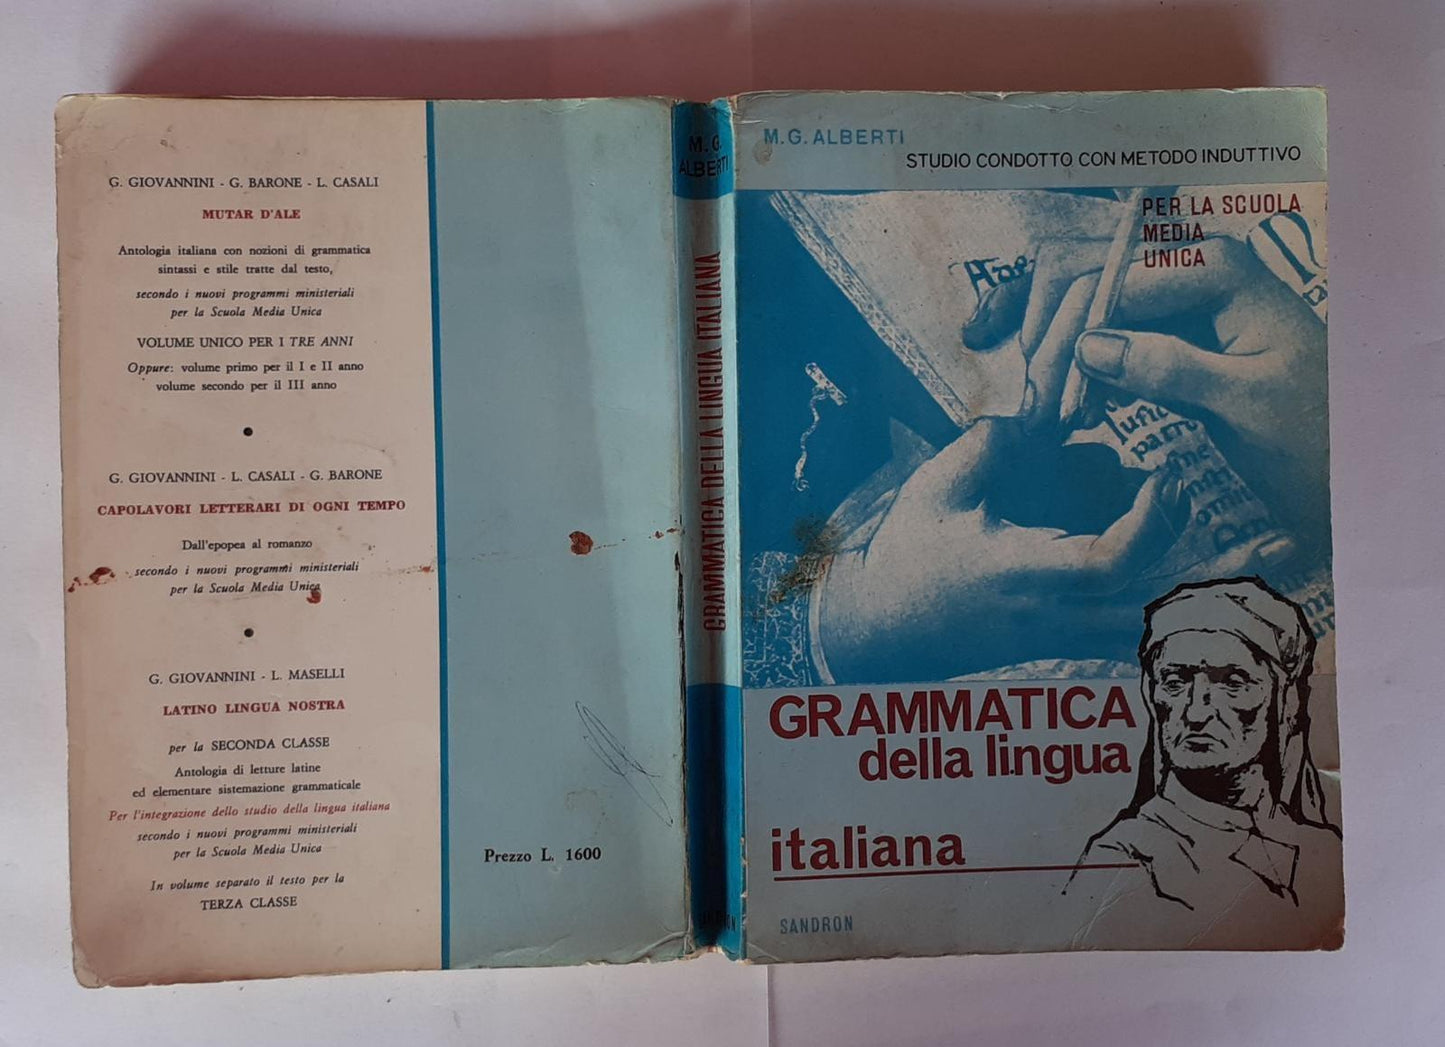 G. GIOVANNINI - G. BARONE - L. CASALI
MUTAR D'ALE
Antologia italiana con nozioni di grammatica
sintassi e stile tratte dal testo,
secondo i nuovi programmi ministeriali
per la Scuola Media Unica
VOLUME UNICO PER I TRE ANNI
Oppure: volume primo per il I e II anno
volume secondo per il III anno
G. GIOVANNINI - L. CASALI - G. BARONE
CAPOLAVORI LETTERARI DI OGNI TEMPO
Dall'epopea al romanzo
secondo i nuovi programmi ministeriali
per la Scuola Media Unica
G. GIOVANNINI - L. MASELLI
LATINO LINGUA NOSTRA
per la SECONDA CLASSE
Antologia di letture latine
ed elementare sistemazione grammaticale
Per l'integrazione dello studio della lingua italiana
secondo i nuovi programmi ministeriali
per la Scuola Media Unica
In volume separato il testo per la
TERZA CLASSE
Prezzo L. 1600
M. G.
ALBERTI
GRAMMATICA DELLA LINGUA ITALIANA
SANDRON
M. G. ALBERTI
STUDIO CONDOTTO CON METODO INDUTTIVO
PER LA SCUOLA
MEDIA
UNICA
GRAMMATICA
della lingua
italiana
SANDRON